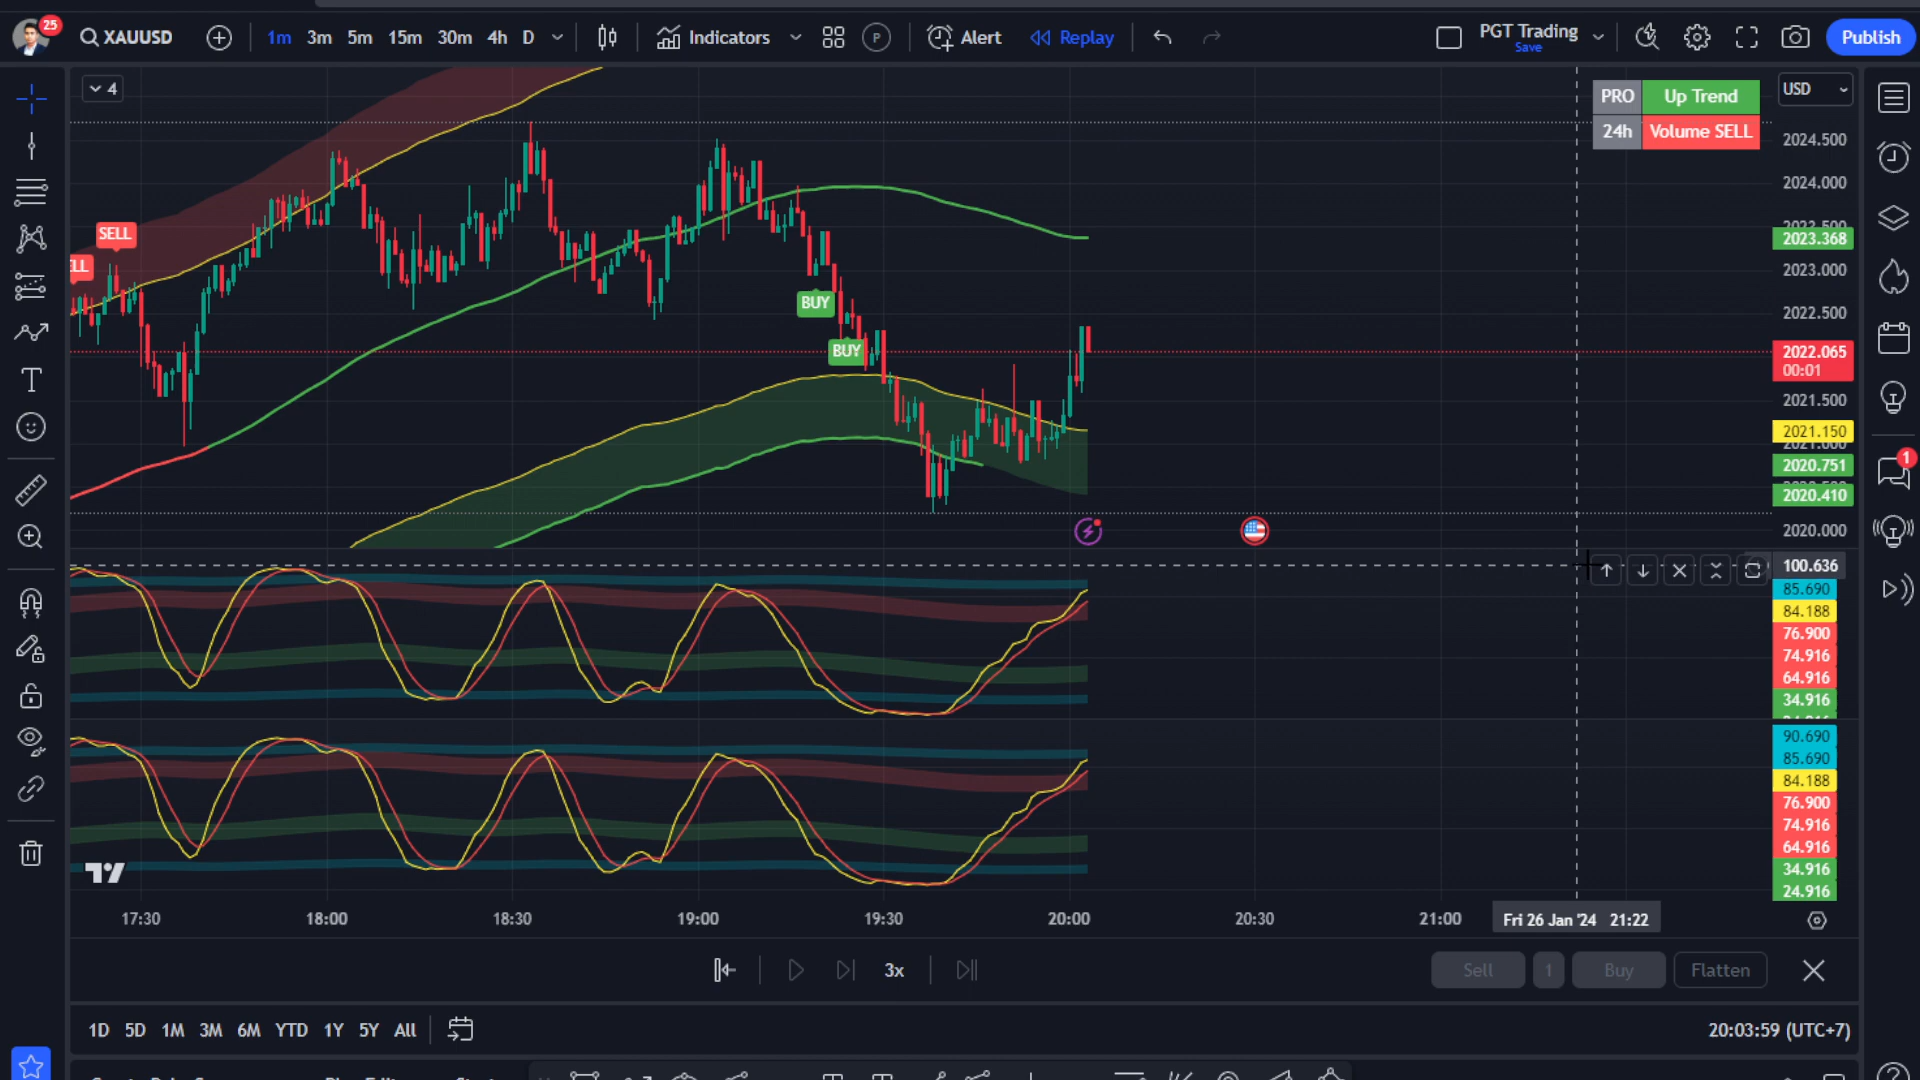 25
XAUUSD
1m 3m 5m 15m 30m 4h D
Indicators
P
Alert
Replay
PGT Trading
Save
Publish
4
PRO Up Trend
24h Volume SELL
USD
SELL
BUY
BUY
2024.500
2024.000
2023.368
2023.000
2022.500
2022.065
00:01
2021.500
2021.150
2020.751
2020.410
2020.000
1
100.636
85.690
84.188
76.900
74.916
64.916
34.916
90.690
85.690
84.188
76.900
74.916
64.916
34.916
24.916
17:30 18:00 18:30 19:00 19:30 20:00 20:30 21:00 Fri 26 Jan '24 21:22
3x
Sell 1 Buy Flatten
1D 5D 1M 3M 6M YTD 1Y 5Y All
20:03:59 (UTC+7)